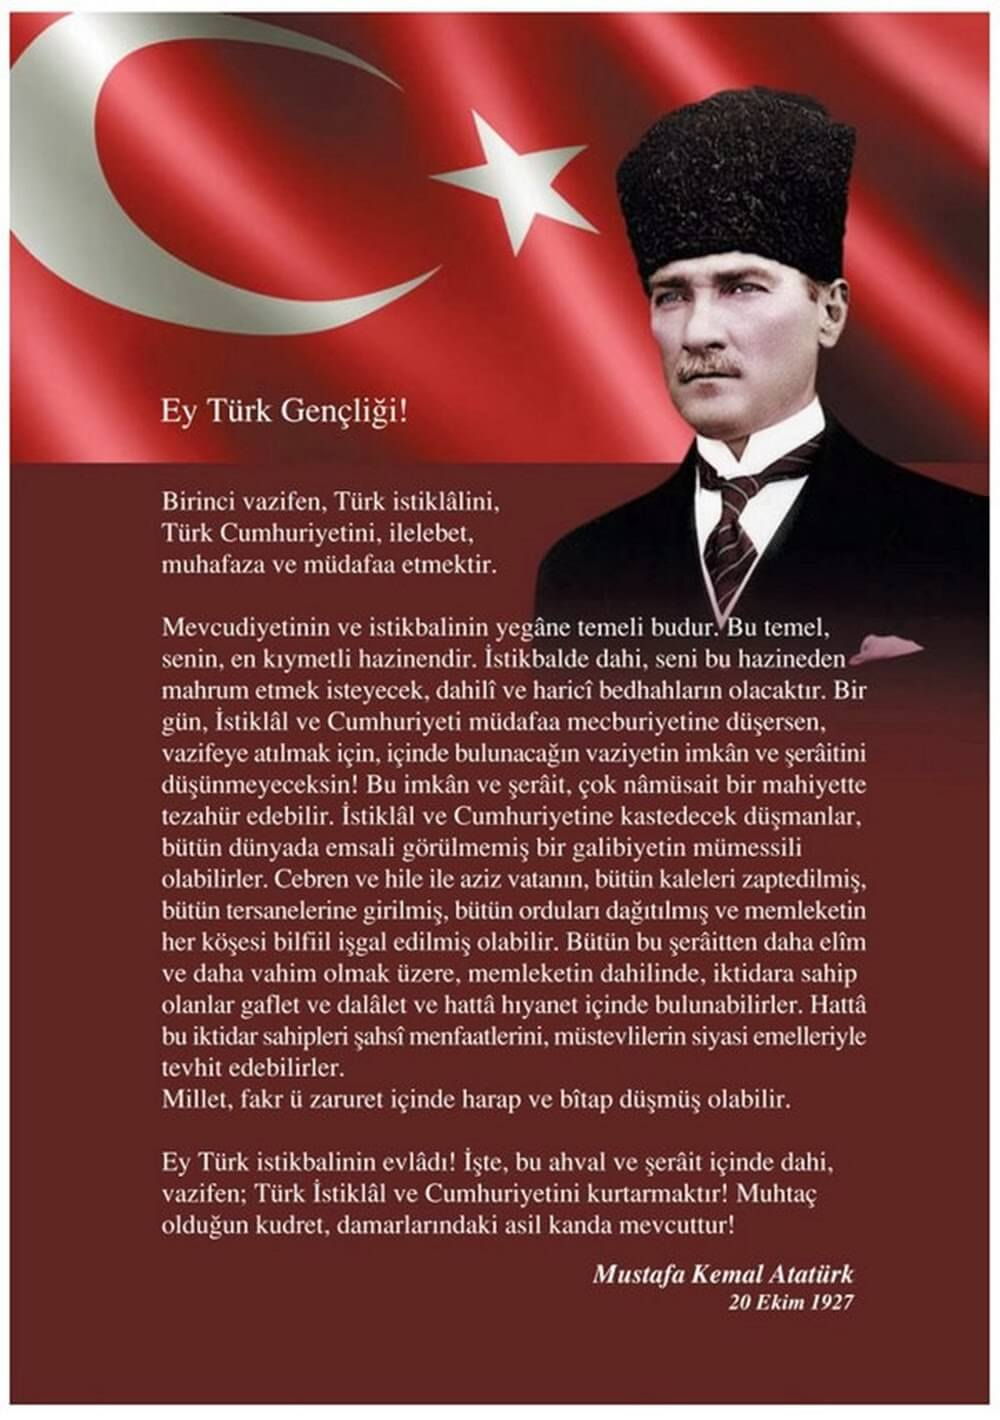 Ey Türk Gençliği!
Birinci vazifen, Türk istiklâlini,
Türk Cumhuriyetini, ilelebet,
muhafaza ve müdafaa etmektir.
Mevcudiyetinin ve istikbalinin yegâne temeli budur. Bu temel,
senin, en kıymetli hazinendir. İstikbalde dahi, seni bu hazineden
mahrum etmek isteyecek, dahilî ve haricî bedhahların olacaktır. Bir
gün, İstiklâl ve Cumhuriyeti müdafaa mecburiyetine düşersen,
vazifeye atılmak için, içinde bulunacağın vaziyetin imkân ve şerâitini
düşünmeyeceksin! Bu imkân ve şerâit, çok nâmüsait bir mahiyette
tezahür edebilir. İstiklâl ve Cumhuriyetine kastedecek düşmanlar,
bütün dünyada emsali görülmemiş bir galibiyetin mümessili
olabilirler. Cebren ve hile ile aziz vatanın, bütün kaleleri zaptedilmiş,
bütün tersanelerine girilmiş, bütün orduları dağıtılmış ve memleketin
her köşesi bilfiil işgal edilmiş olabilir. Bütün bu şerâitten daha elîm
ve daha vahim olmak üzere, memleketin dahilinde, iktidara sahip
olanlar gaflet ve dalâlet ve hattâ hıyanet içinde bulunabilirler. Hattâ
bu iktidar sahipleri şahsî menfaatlerini, müstevlilerin siyasi emelleriyle
tevhit edebilirler.
Millet, fakr ü zaruret içinde harap ve bîtap düşmüş olabilir.
Ey Türk istikbalinin evlâdı! İşte, bu ahval ve şerâit içinde dahi,
vazifen; Türk İstiklâl ve Cumhuriyetini kurtarmaktır! Muhtaç
olduğun kudret, damarlarındaki asil kanda mevcuttur!
Mustafa Kemal Atatürk
20 Ekim 1927